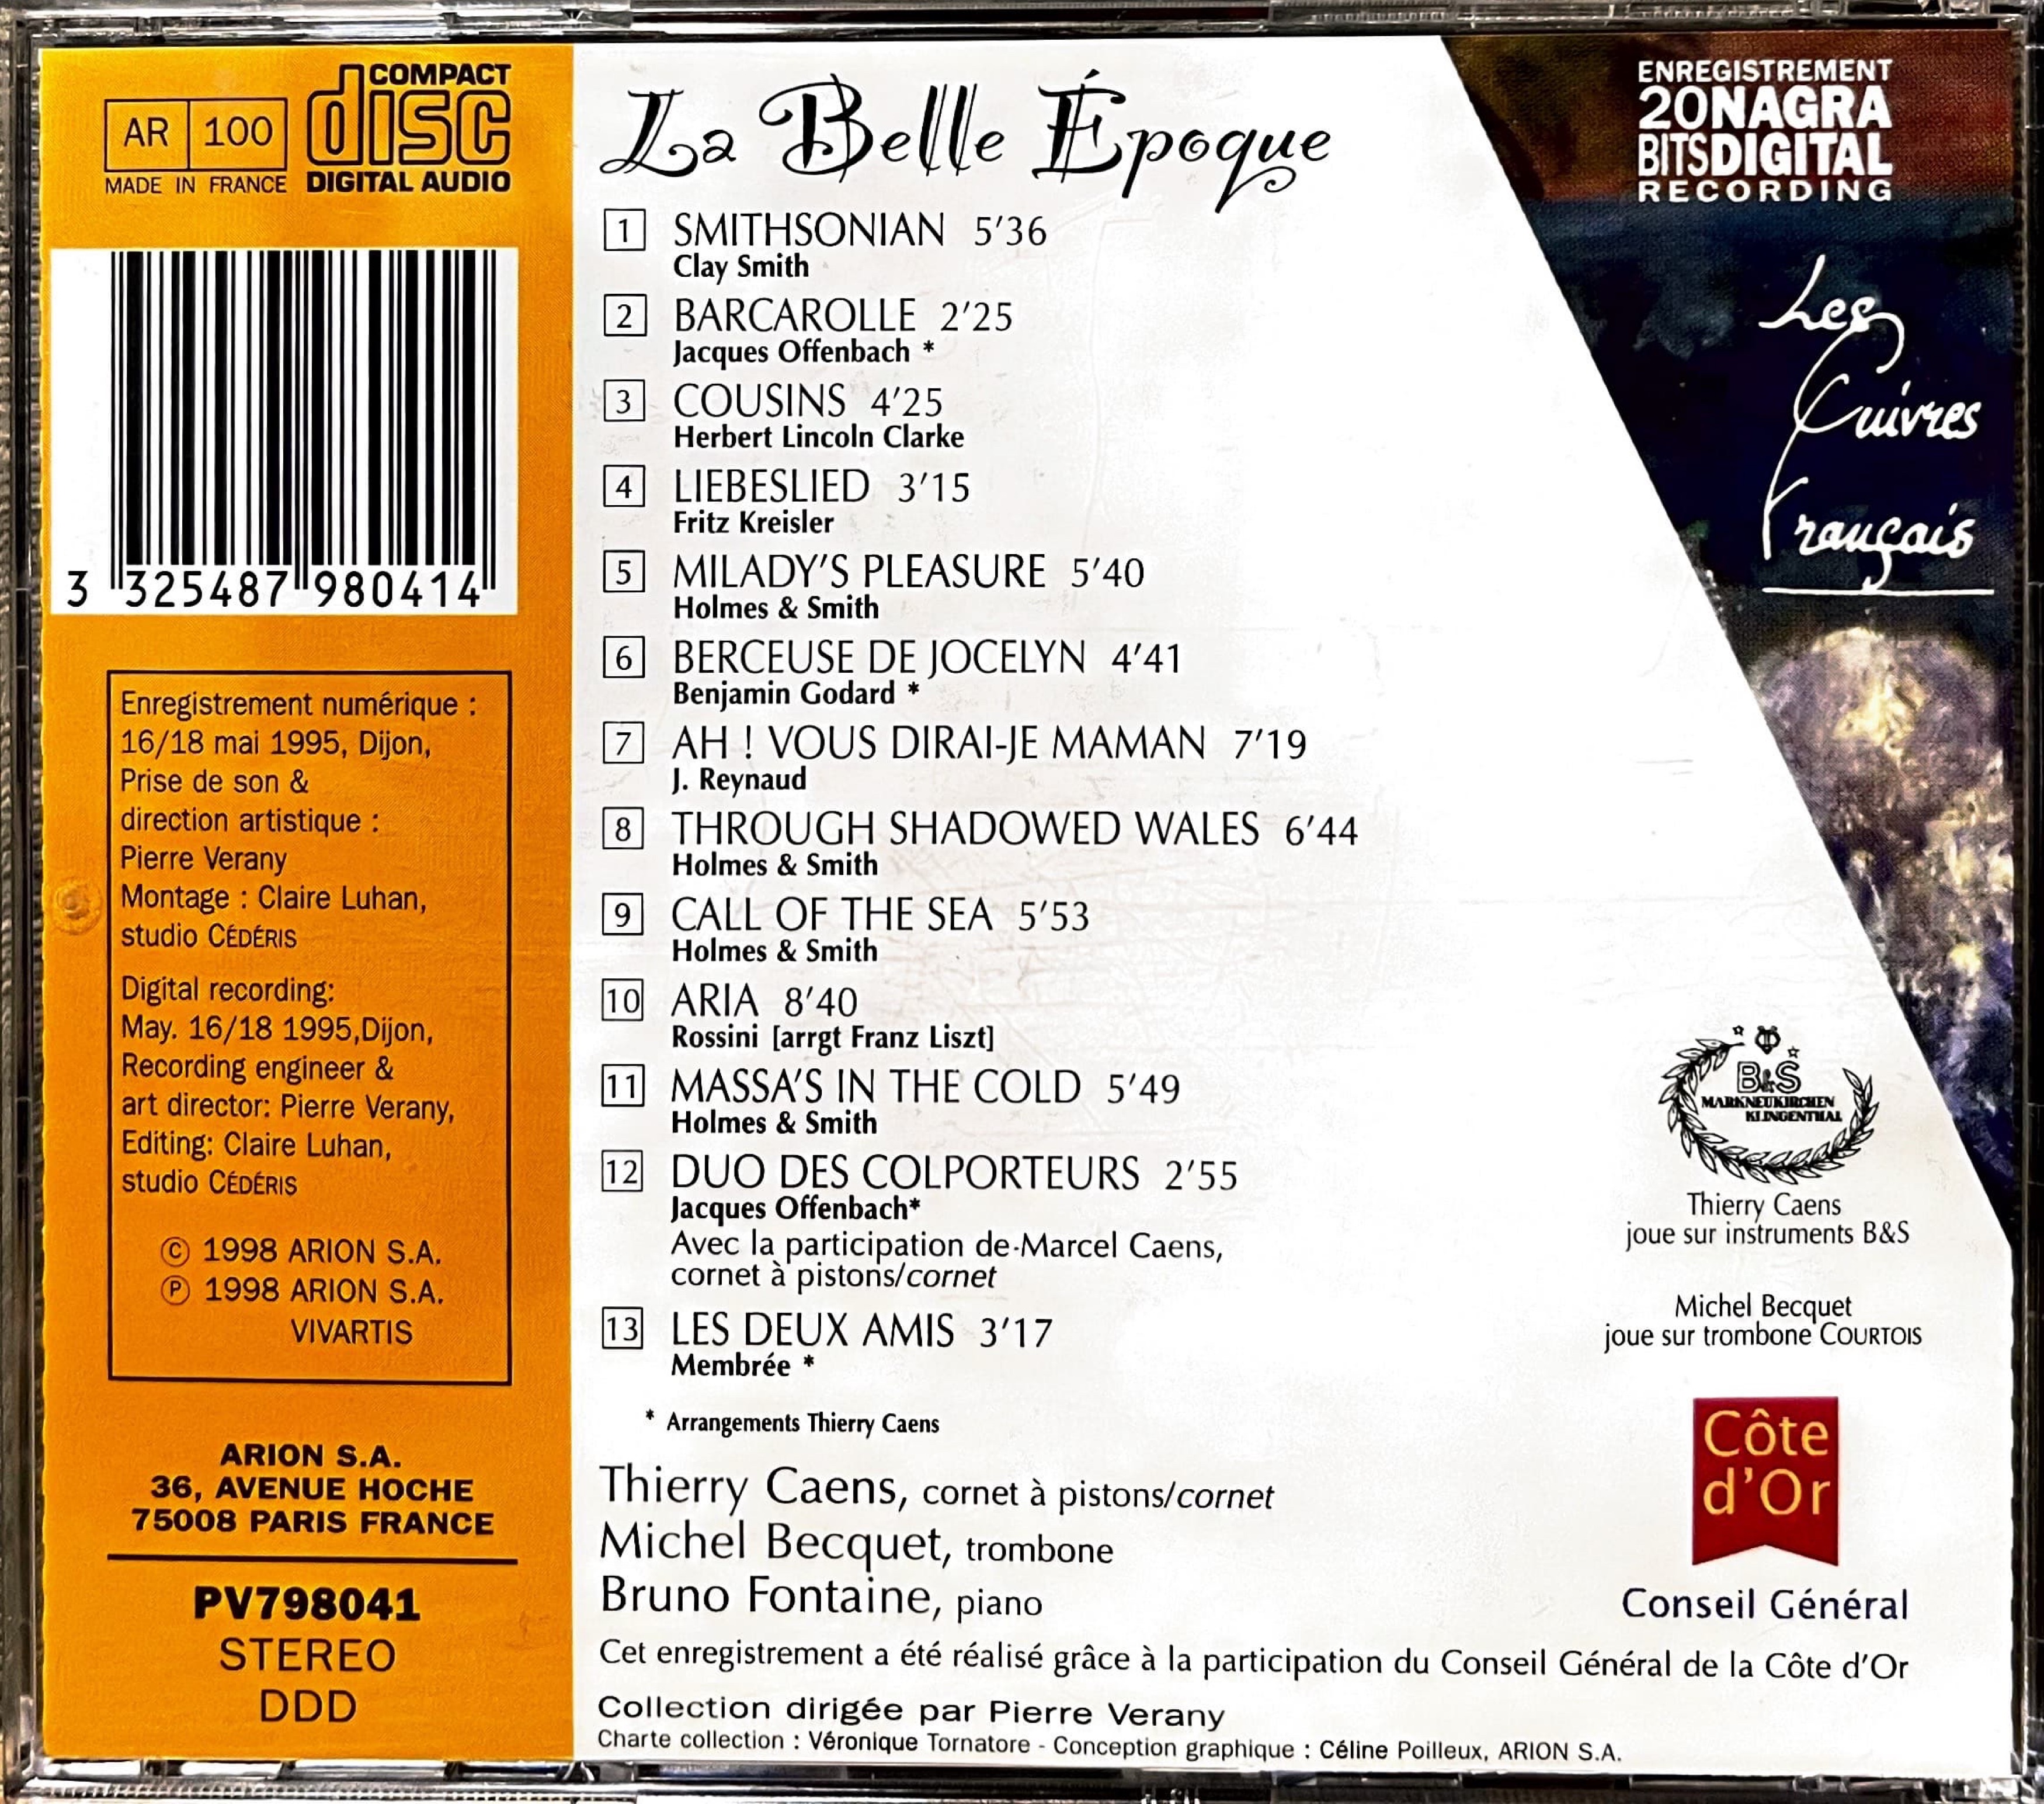 AR 100
MADE IN FRANCE
COMPACT
disc
DIGITAL AUDIO
3 325487 980414
Enregistrement numérique :
16/18 mai 1995, Dijon,
Prise de son &
direction artistique :
Pierre Verany
Montage : Claire Luhan,
studio CÉDÉRIS
Digital recording:
May. 16/18 1995,Dijon,
Recording engineer &
art director: Pierre Verany,
Editing: Claire Luhan,
studio CÉDÉRIS
© 1998 ARION S.A.
℗ 1998 ARION S.A.
VIVARTIS
ARION S.A.
36, AVENUE HOCHE
75008 PARIS FRANCE
PV798041
STEREO
DDD
La Belle Époque
1 SMITHSONIAN 5'36
Clay Smith
2 BARCAROLLE 2'25
Jacques Offenbach *
3 COUSINS 4'25
Herbert Lincoln Clarke
4 LIEBESLIED 3'15
Fritz Kreisler
5 MILADY'S PLEASURE 5'40
Holmes & Smith
6 BERCEUSE DE JOCELYN 4'41
Benjamin Godard *
7 AH ! VOUS DIRAI-JE MAMAN 7'19
J. Reynaud
8 THROUGH SHADOWED WALES 6'44
Holmes & Smith
9 CALL OF THE SEA 5'53
Holmes & Smith
10 ARIA 8'40
Rossini [arrgt Franz Liszt]
11 MASSA'S IN THE COLD 5'49
Holmes & Smith
12 DUO DES COLPORTEURS 2'55
Jacques Offenbach*
Avec la participation de Marcel Caens,
cornet à pistons/cornet
13 LES DEUX AMIS 3'17
Membrée *
* Arrangements Thierry Caens
Thierry Caens, cornet à pistons/cornet
Michel Becquet, trombone
Bruno Fontaine, piano
Cet enregistrement a été réalisé grâce à la participation du Conseil Général de la Côte d'Or
Collection dirigée par Pierre Verany
Charte collection : Véronique Tornatore - Conception graphique : Céline Poilleux, ARION S.A.
ENREGISTREMENT
20NAGRA
BITSDIGITAL
RECORDING
Les
Cuivres
Français
B&S
MARKNEUKIRCHEN
KLINGENTHAL
Thierry Caens
joue sur instruments B&S
Michel Becquet
joue sur trombone COURTOIS
Côte
d'Or
Conseil Général